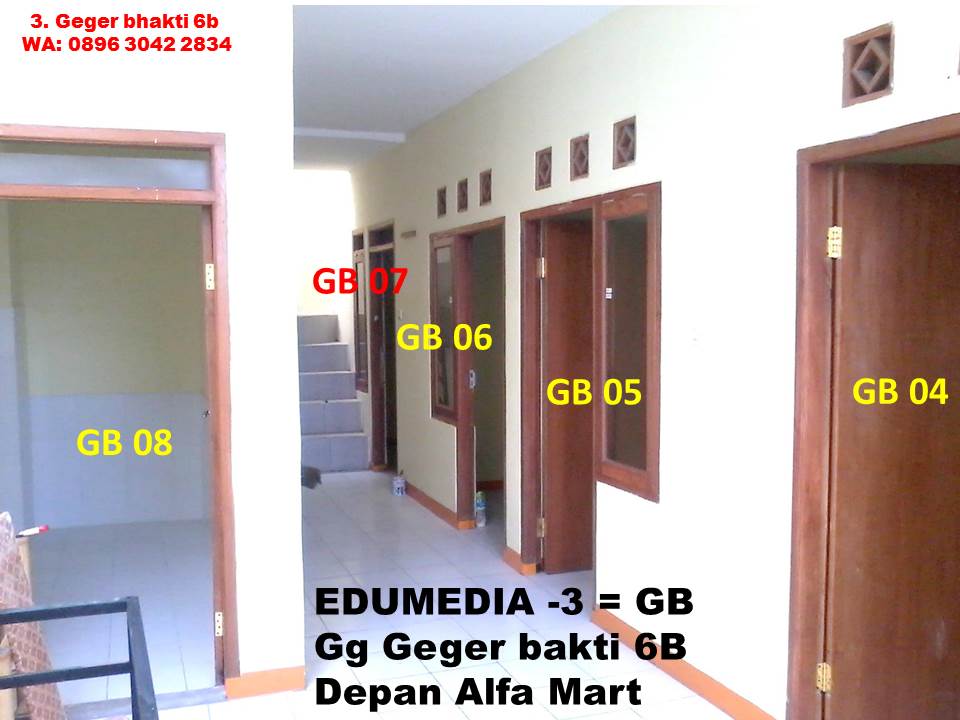 3. Geger bhakti 6b
WA: 0896 3042 2834
GB 07
GB 06
GB 05
GB 04
GB 08
EDUMEDIA -3 = GB
Gg Geger bakti 6B
Depan Alfa Mart